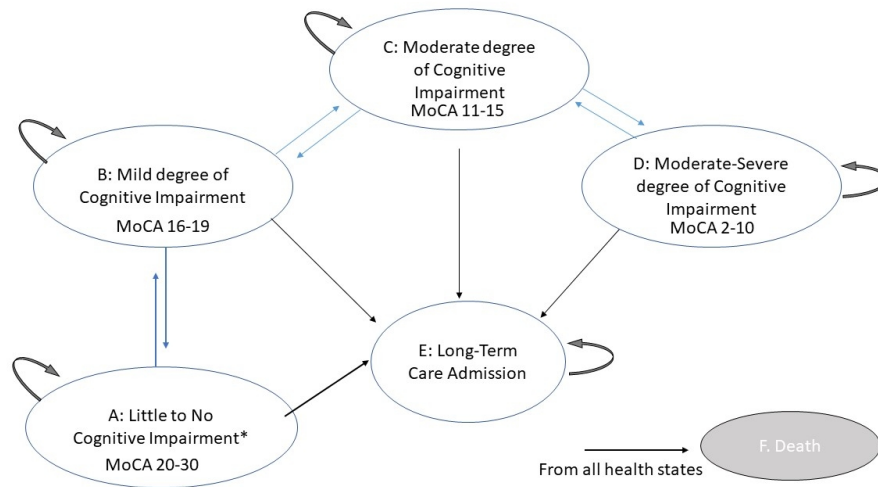 C: Moderate degree
of Cognitive
Impairment
MoCA 11-15
B: Mild degree of
Cognitive Impairment
MoCA 16-19
D: Moderate-Severe
degree of Cognitive
Impairment
MoCA 2-10
E: Long-Term
Care Admission
A: Little to No
Cognitive Impairment*
MoCA 20-30
F. Death
From all health states